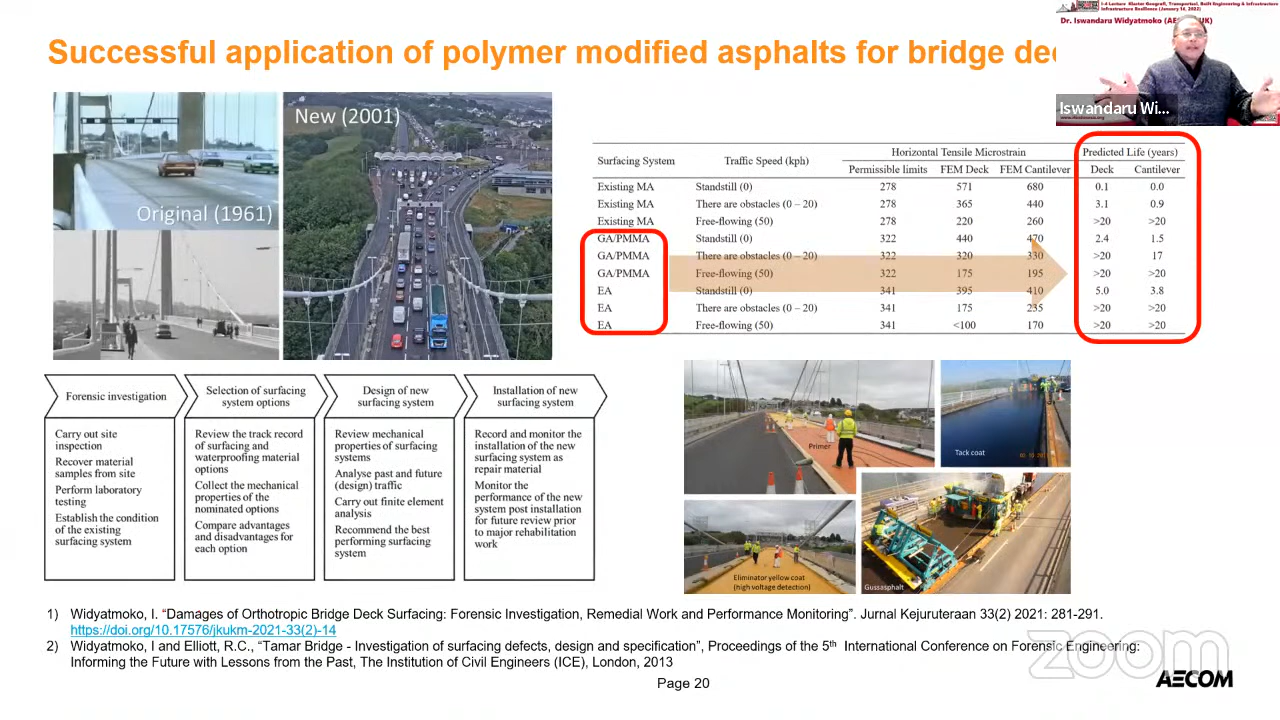 I-4 Lecture Klaster Geografi, Transportasi, Built Engineering & Infrastructure
Infrastructure Resilience (January 16, 2022)
Dr. Iswandaru Widyatmoko (AE UK)
Iswandaru Wi...
Successful application of polymer modified asphalts for bridge de
Original (1961)
New (2001)
Surfacing System Traffic Speed (kph) Horizontal Tensile Microstrain Predicted Life (years)
Permissible limits FEM Deck FEM Cantilever Deck Cantilever
Existing MA Standstill (0) 278 571 680 0.1 0.0
Existing MA There are obstacles (0 – 20) 278 365 440 3.1 0.9
Existing MA Free-flowing (50) 278 220 260 >20 >20
GA/PMMA Standstill (0) 322 440 470 2.4 1.5
GA/PMMA There are obstacles (0 – 20) 322 320 330 >20 17
GA/PMMA Free-flowing (50) 322 175 195 >20 >20
EA Standstill (0) 341 395 410 5.0 3.8
EA There are obstacles (0 – 20) 341 175 235 >20 >20
EA Free-flowing (50) 341 <100 170 >20 >20
Forensic investigation
Carry out site
inspection
Recover material
samples from site
Perform laboratory
testing
Establish the condition
of the existing
surfacing system
Selection of surfacing
system options
Review the track record
of surfacing and
waterproofing material
options
Collect the mechanical
properties of the
nominated options
Compare advantages
and disadvantages for
each option
Design of new
surfacing system
Review mechanical
properties of surfacing
systems
Analyse past and future
(design) traffic
Carry out finite element
analysis
Recommend the best
performing surfacing
system
Installation of new
surfacing system
Record and monitor the
installation of the new
surfacing system as
repair material
Monitor the
performance of the new
system post installation
for future review prior
to major rehabilitation
work
Primer
Tack coat
Eliminator yellow coat
(high voltage detection)
Gussasphalt
1) Widyatmoko, I. “Damages of Orthotropic Bridge Deck Surfacing: Forensic Investigation, Remedial Work and Performance Monitoring”. Jurnal Kejuruteraan 33(2) 2021: 281-291.
https://doi.org/10.17576/jkukm-2021-33(2)-14
2) Widyatmoko, I and Elliott, R.C., “Tamar Bridge - Investigation of surfacing defects, design and specification”, Proceedings of the 5th International Conference on Forensic Engineering:
Informing the Future with Lessons from the Past, The Institution of Civil Engineers (ICE), London, 2013
Page 20
zoom
AECOM